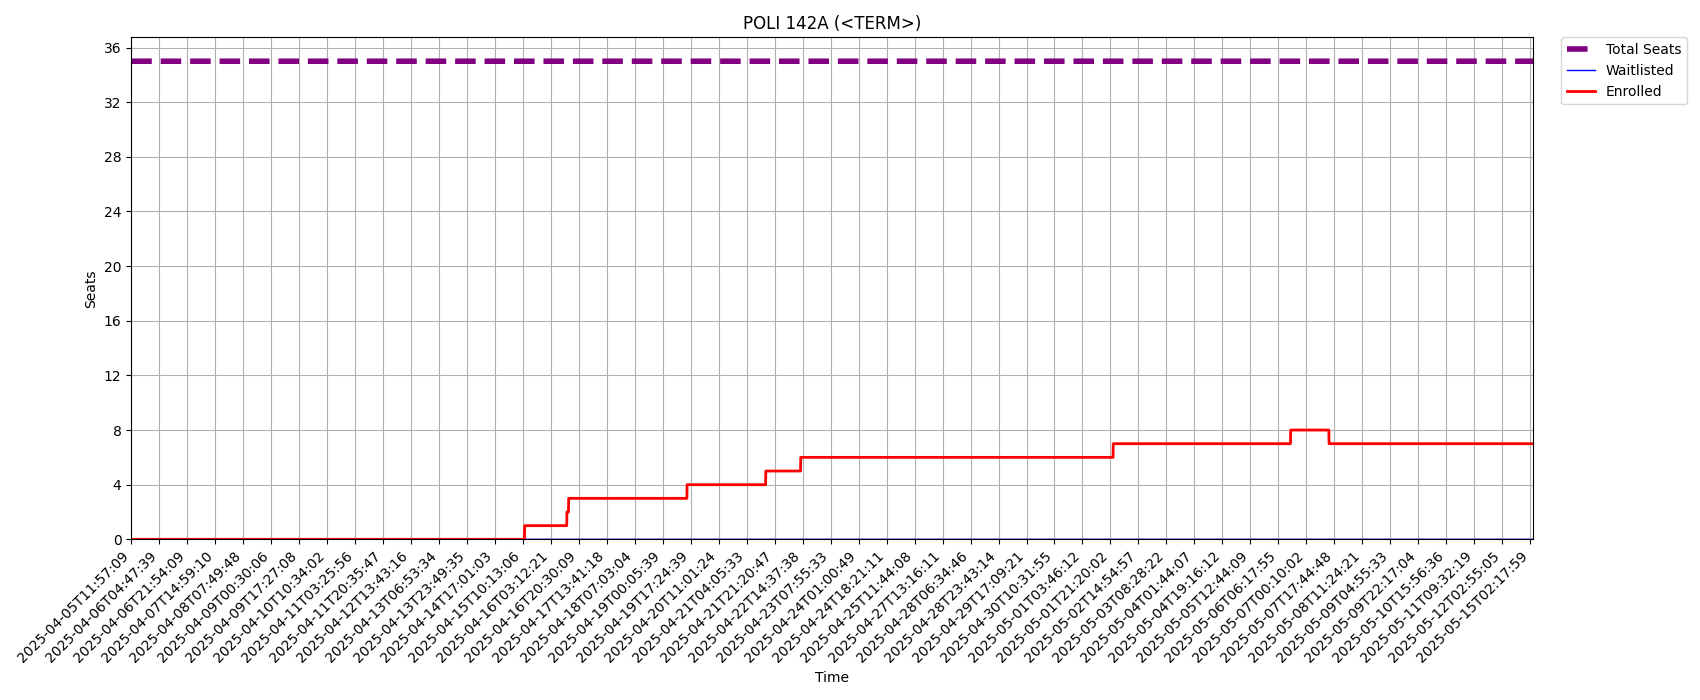 POLI 142A (<TERM>)
Total Seats
Waitlisted
Enrolled
Seats
36
32
28
24
20
16
12
8
4
0
2025-04-05T11:57:09
2025-04-06T04:47:39
2025-04-06T21:54:09
2025-04-07T14:59:10
2025-04-08T07:49:48
2025-04-09T00:30:06
2025-04-09T17:27:08
2025-04-10T10:34:02
2025-04-11T03:25:56
2025-04-11T20:35:47
2025-04-12T13:43:16
2025-04-13T06:53:34
2025-04-13T23:49:35
2025-04-14T17:01:03
2025-04-15T10:13:06
2025-04-16T03:12:21
2025-04-16T20:30:09
2025-04-17T13:41:18
2025-04-18T07:03:04
2025-04-19T00:05:39
2025-04-19T17:24:39
2025-04-20T11:01:24
2025-04-21T04:05:33
2025-04-21T21:20:47
2025-04-22T14:37:38
2025-04-23T07:55:33
2025-04-24T01:00:49
2025-04-24T18:21:11
2025-04-25T11:44:08
2025-04-27T13:16:11
2025-04-28T06:34:46
2025-04-28T23:43:14
2025-04-29T17:09:21
2025-04-30T10:31:55
2025-05-01T03:46:12
2025-05-01T21:20:02
2025-05-02T14:54:57
2025-05-03T08:28:22
2025-05-04T01:44:07
2025-05-04T19:16:12
2025-05-05T12:44:09
2025-05-06T06:17:55
2025-05-07T00:10:02
2025-05-07T17:44:48
2025-05-08T11:24:21
2025-05-09T04:55:33
2025-05-09T22:17:04
2025-05-10T15:56:36
2025-05-11T09:32:19
2025-05-12T02:55:05
2025-05-15T02:17:59
Time